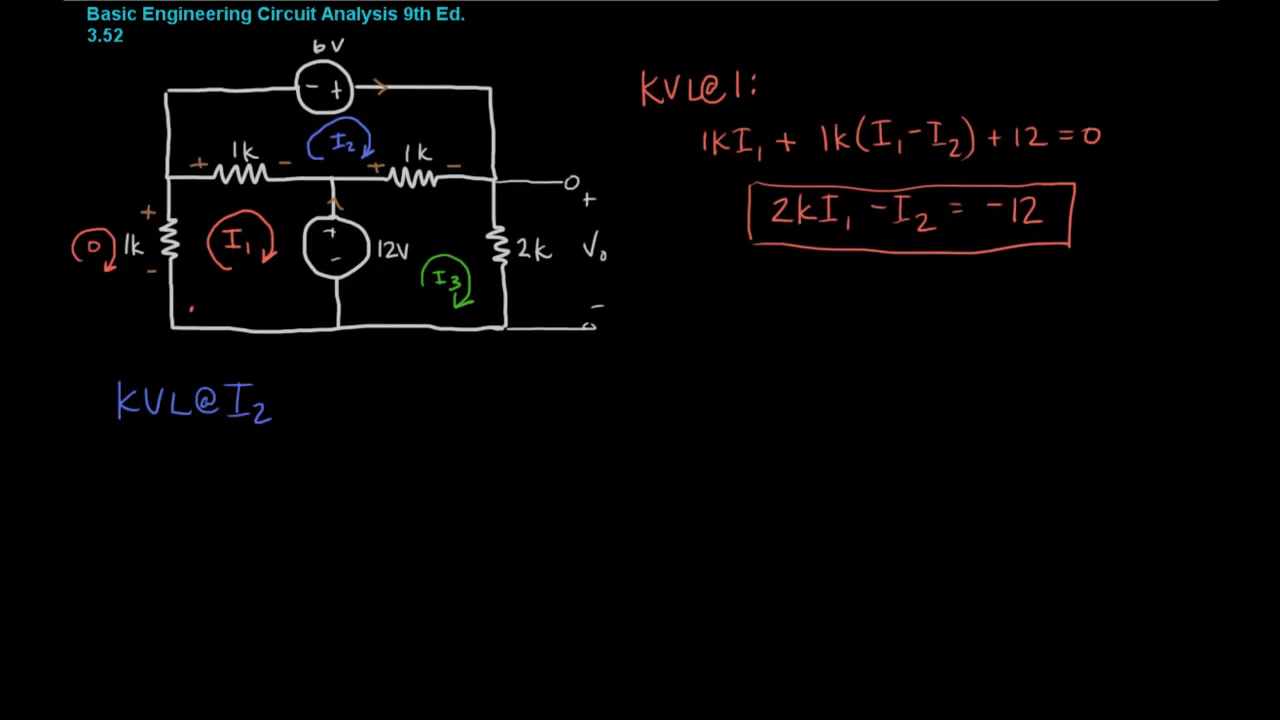 Basic Engineering Circuit Analysis 9th Ed.
3.52
6V
- +
KVL@1:
1kI₁ + 1k(I₁-I₂) + 12 = 0
2kI₁ - I₂ = -12
I₂
+ 1k -
+ 1k -
+
+
0
1k
-
I₁
+
-
12V
I₃
2k
V₀
-
KVL@I₂